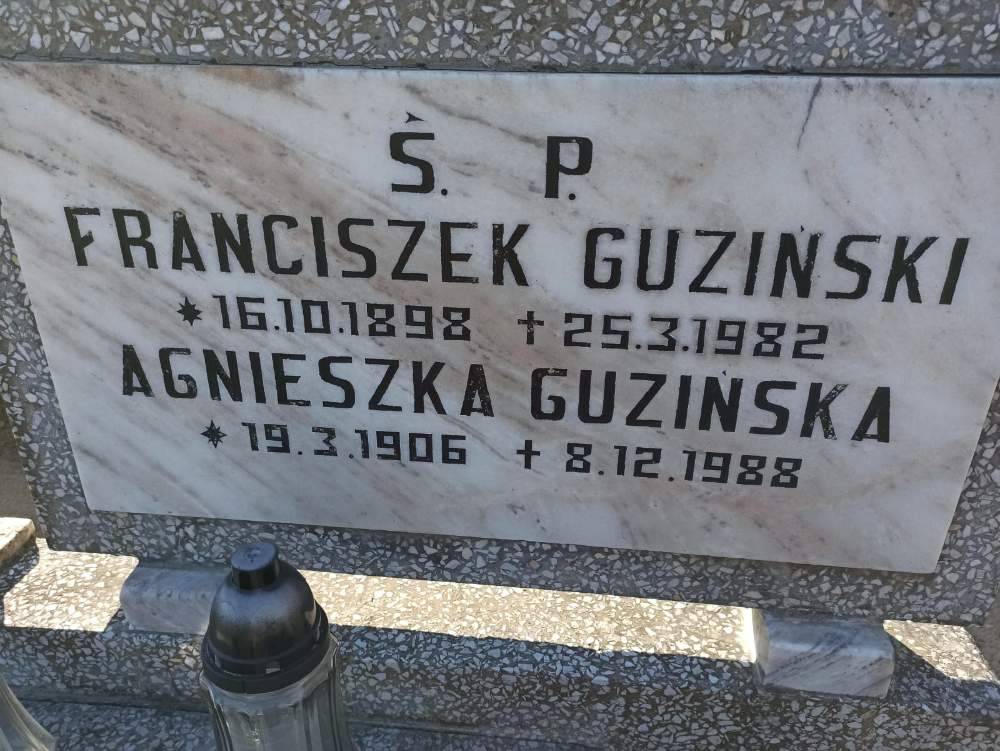 Ś. P.
FRANCISZEK GUZIŃSKI
* 16.10.1898 † 25.3.1982
AGNIESZKA GUZIŃSKA
* 19.3.1906 † 8.12.1988